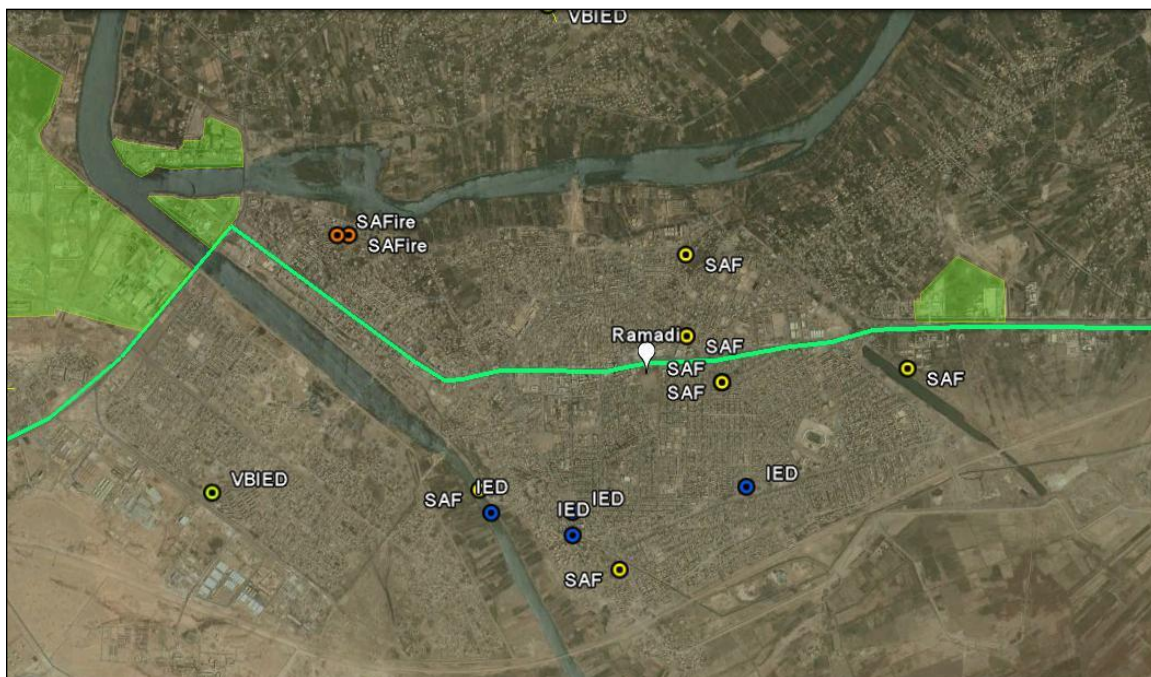 VBIED
SAFire
SAFire
SAF
Ramadi
SAF
SAF
SAF
SAF
VBIED
IED
SAF
IED
IED
IED
SAF